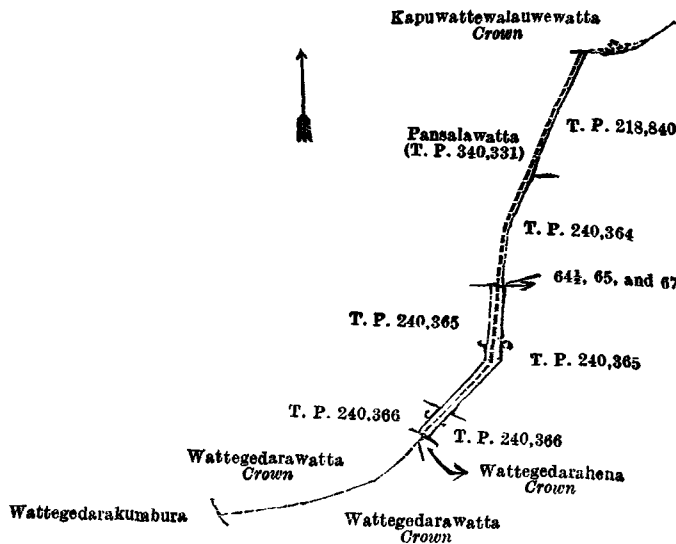 Kapuwattewalauwewatta
Crown
T. P. 218,840
Pansalawatta
(T. P. 340,331)
T. P. 240,364
64½, 65, and 67
T. P. 240,365
T. P. 240,365
T. P. 240,366
T. P. 240,366
Wattegedarawatta
Crown
Wattegedarahena
Crown
Wattegedarakumbura
Wattegedarawatta
Crown